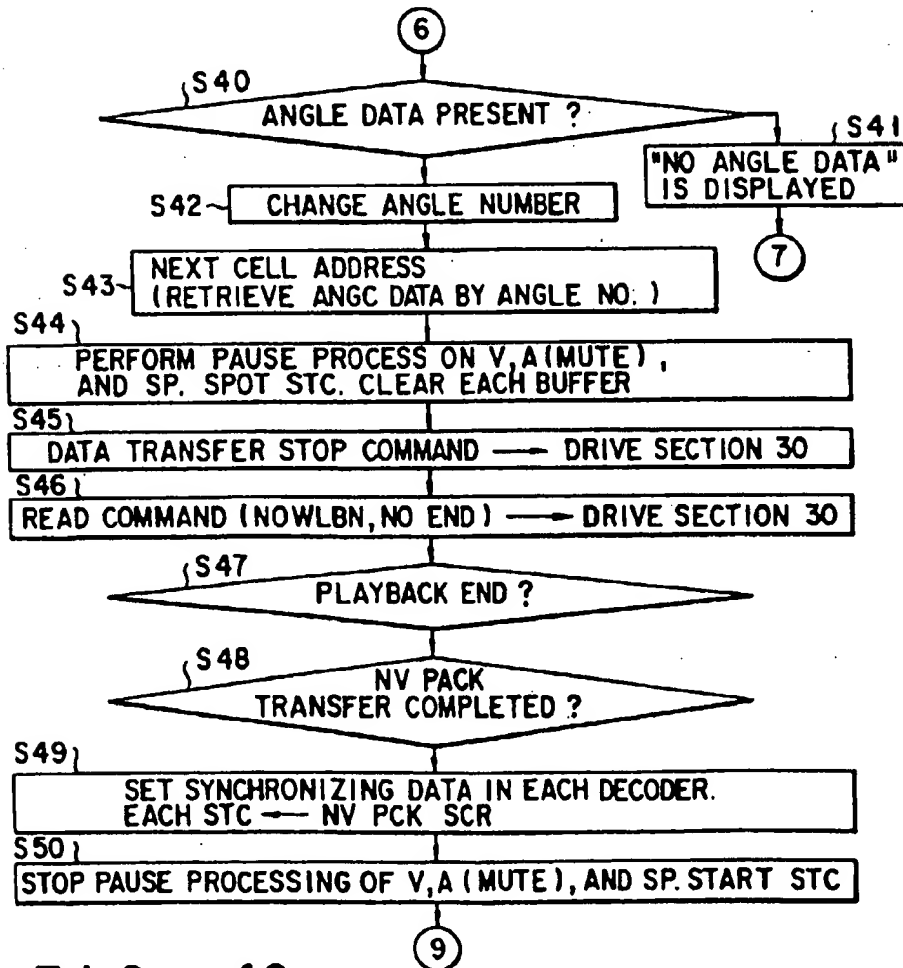 6
S40
ANGLE DATA PRESENT ?
S41
"NO ANGLE DATA"
IS DISPLAYED
S42
CHANGE ANGLE NUMBER
7
S43
NEXT CELL ADDRESS
(RETRIEVE ANGC DATA BY ANGLE NO. )
S44
PERFORM PAUSE PROCESS ON V,A(MUTE),
AND SP. SPOT STC. CLEAR EACH BUFFER
S45
DATA TRANSFER STOP COMMAND → DRIVE SECTION 30
S46
READ COMMAND (NOWLBN, NO END) → DRIVE SECTION 30
S47
PLAYBACK END ?
S48
NV PACK
TRANSFER COMPLETED ?
S49
SET SYNCHRONIZING DATA IN EACH DECODER.
EACH STC ← NV PCK SCR
S50
STOP PAUSE PROCESSING OF V,A (MUTE), AND SP. START STC
9